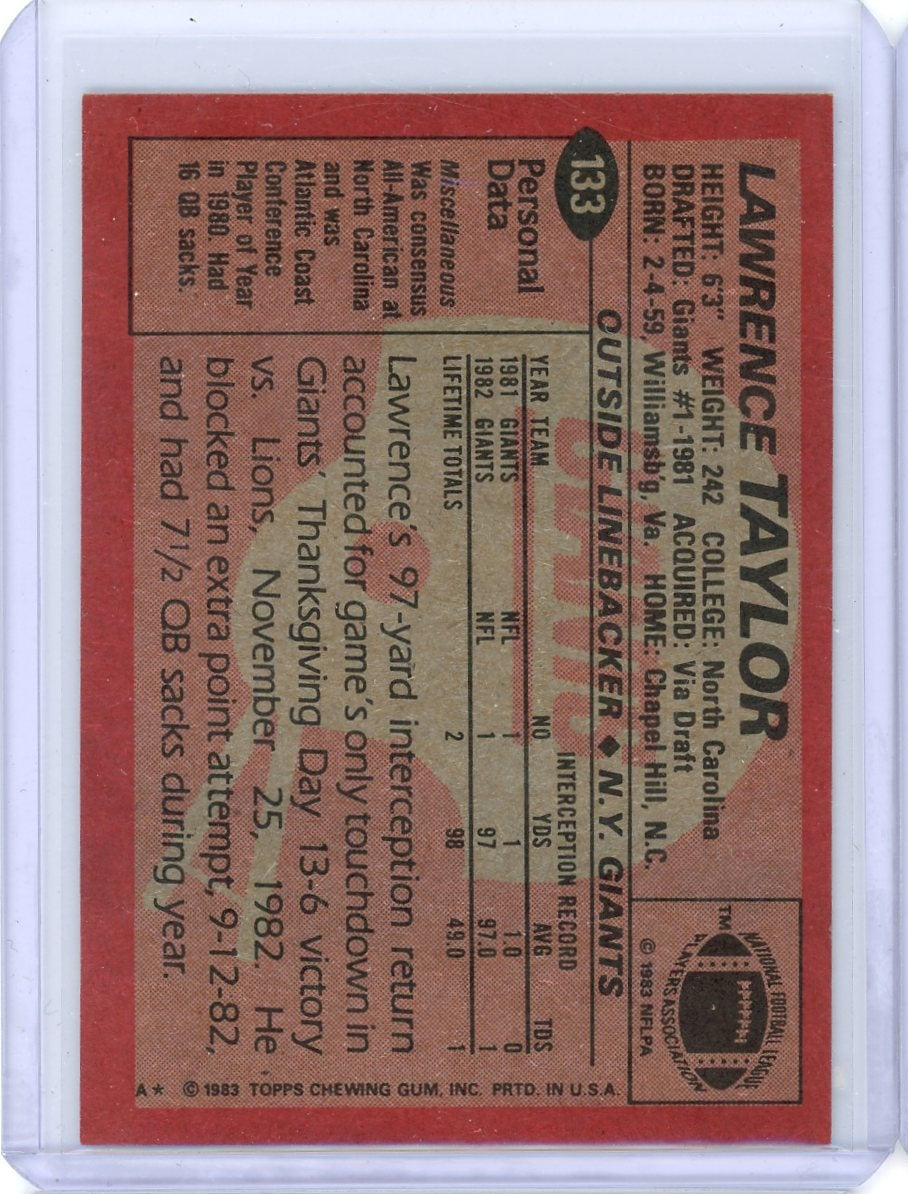 LAWRENCE TAYLOR
HEIGHT: 6'3" WEIGHT: 242 COLLEGE: North Carolina
DRAFTED: Giants #1-1981 ACQUIRED: Via Draft
BORN: 2-4-59, Williamsb'g, Va. HOME: Chapel Hill, N.C.
TM
NATIONAL FOOTBALL LEAGUE
PLAYERS ASSOCIATION
© 1983 NFLPA
133
OUTSIDE LINEBACKER ◆ N.Y. GIANTS
Personal
Data
Miscellaneous
Was consensus
All-American at
North Carolina
and was
Atlantic Coast
Conference
Player of Year
in 1980. Had
16 QB sacks.
GIANTS
INTERCEPTION RECORD
YEAR TEAM NO YDS AVG TDS
1981 GIANTS NFL 1 1 1.0 0
1982 GIANTS NFL 1 97 97.0 1
LIFETIME TOTALS 2 98 49.0 1
Lawrence's 97-yard interception return
accounted for game's only touchdown in
Giants' Thanksgiving Day 13-6 victory
vs. Lions, November 25, 1982. He
blocked an extra point attempt, 9-12-82,
and had 7½ QB sacks during year.
A* © 1983 TOPPS CHEWING GUM, INC. PRTD. IN U.S.A.